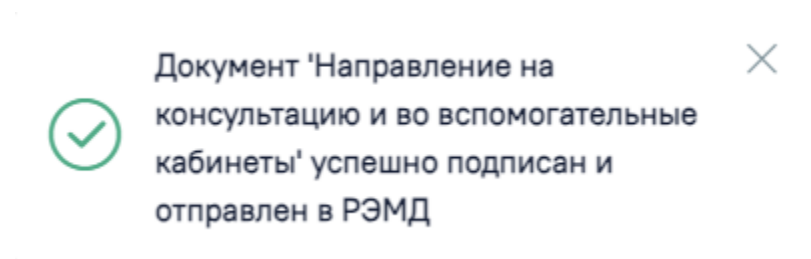 Документ 'Направление на
консультацию и во вспомогательные
кабинеты' успешно подписан и
отправлен в РЭМД